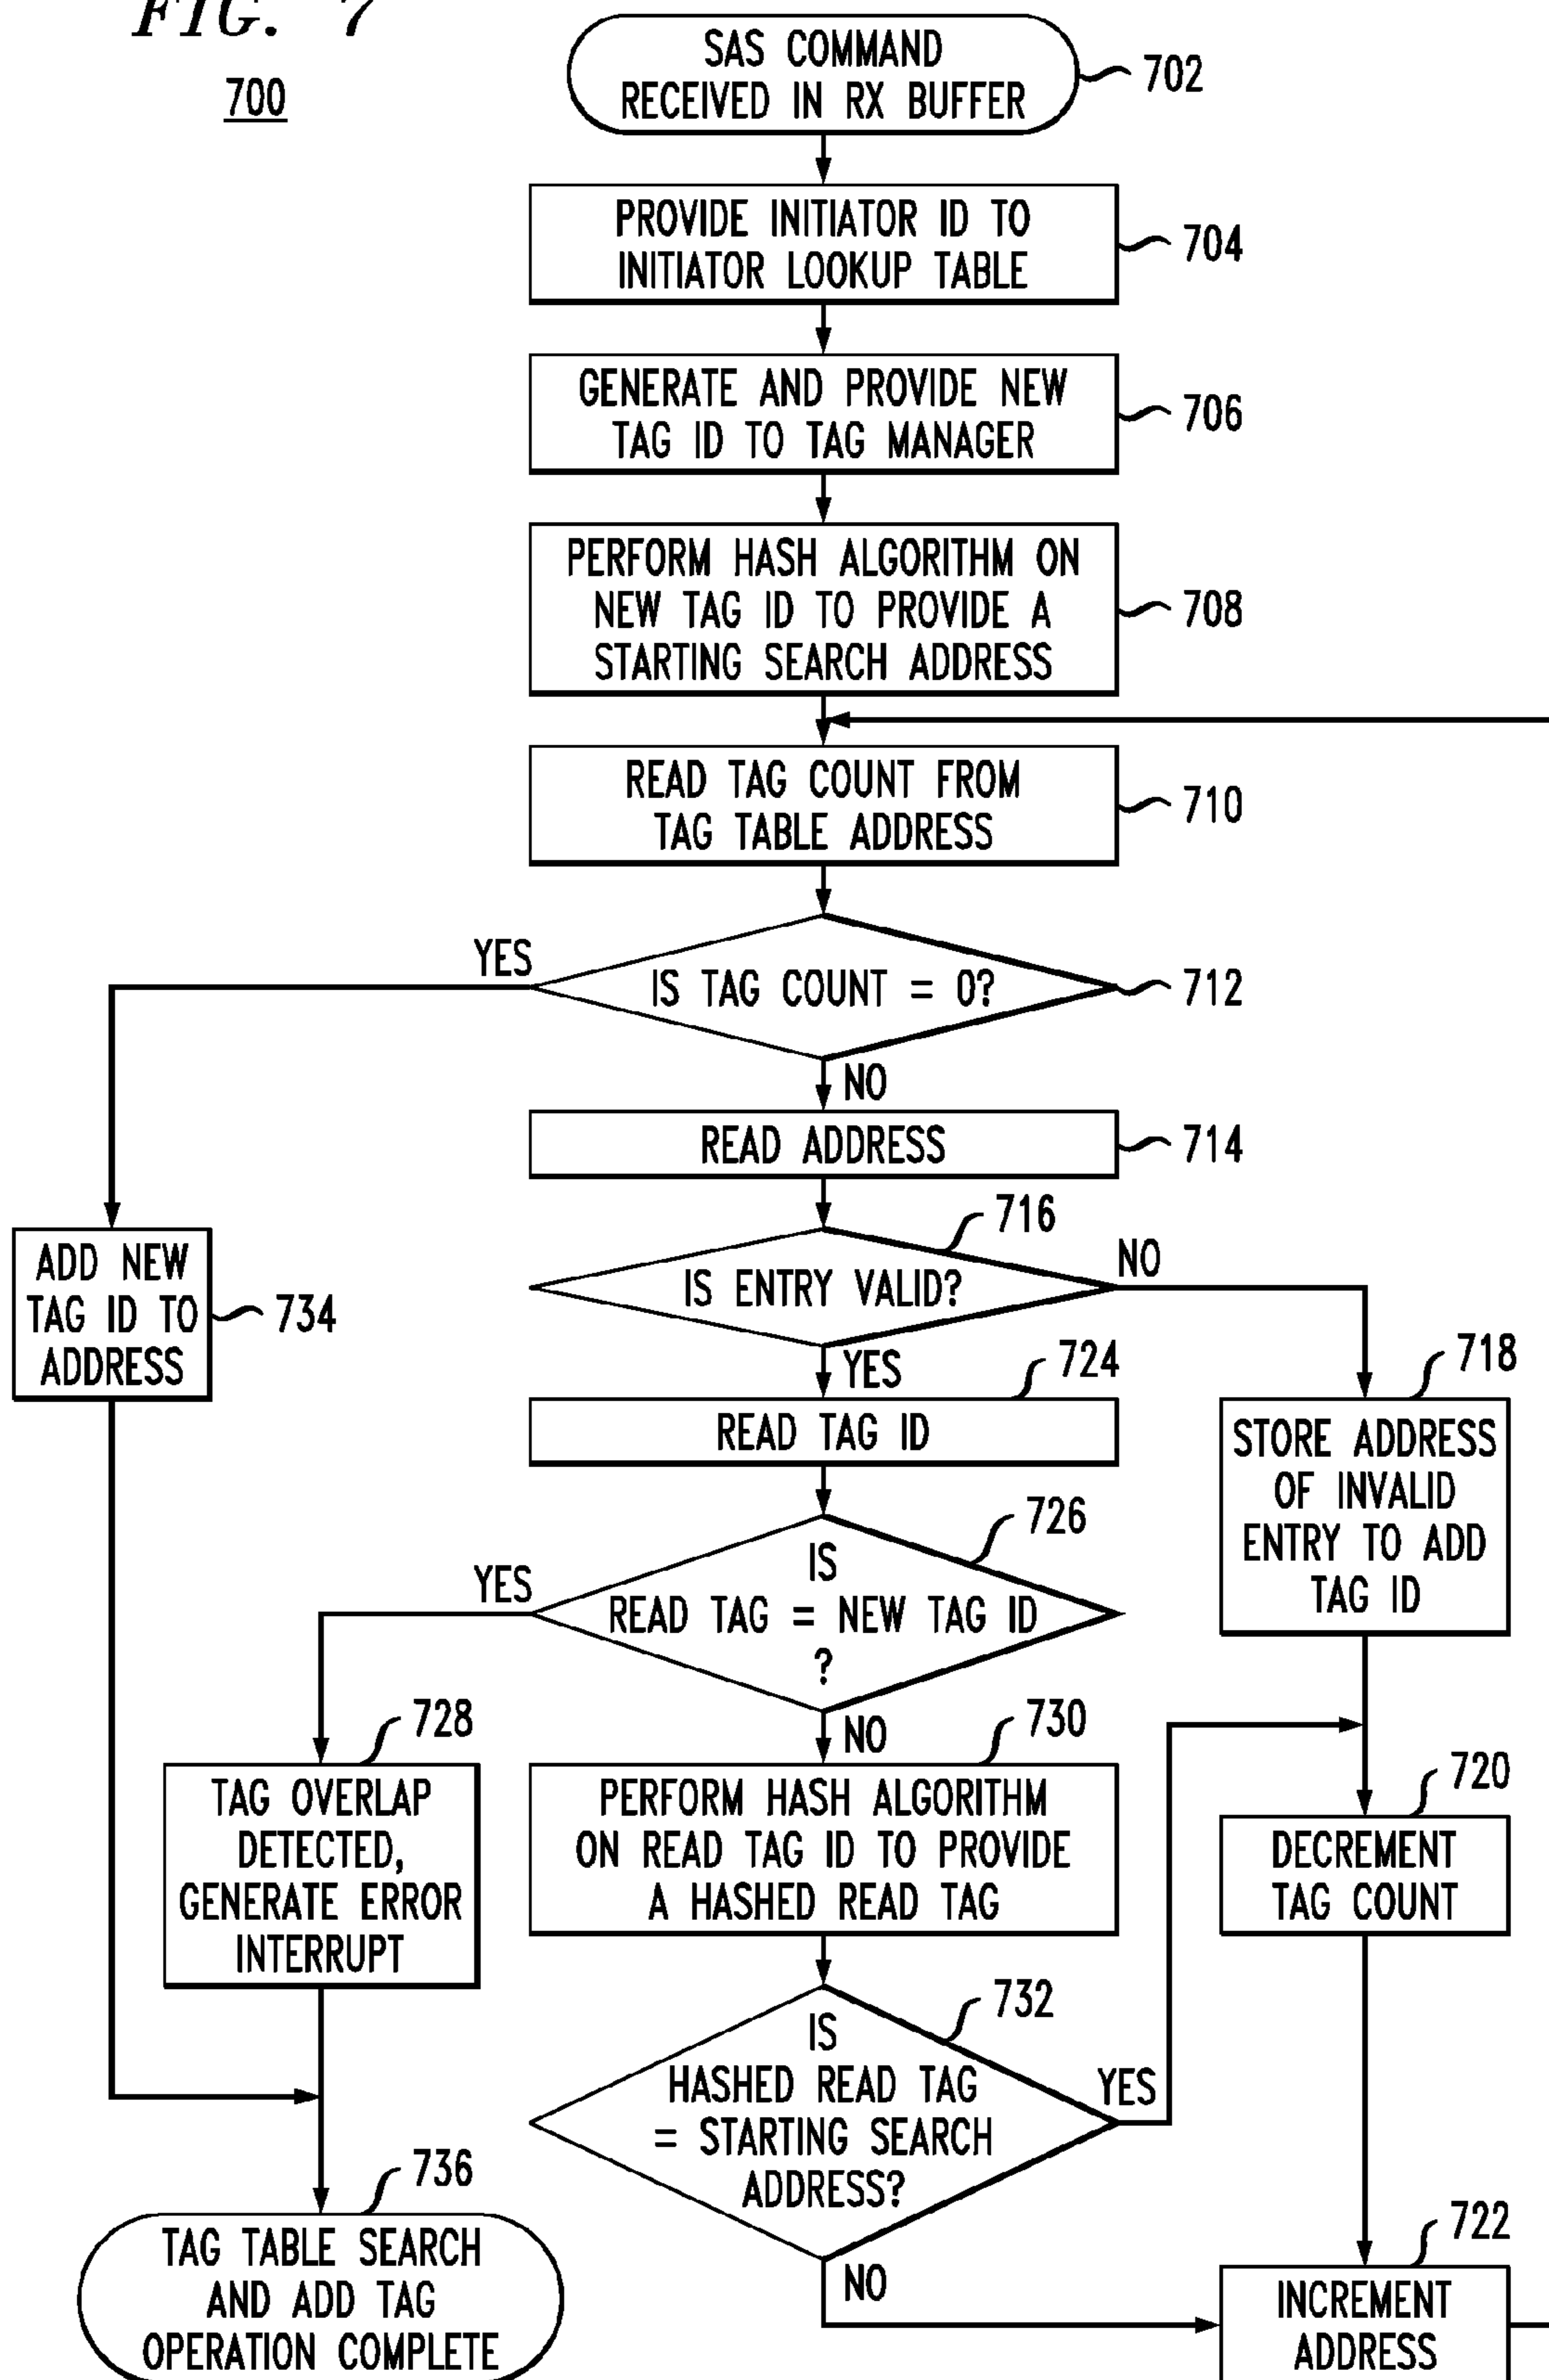 FIG. 7
700
SAS COMMAND
RECEIVED IN RX BUFFER
702
PROVIDE INITIATOR ID TO
INITIATOR LOOKUP TABLE
704
GENERATE AND PROVIDE NEW
TAG ID TO TAG MANAGER
706
PERFORM HASH ALGORITHM ON
NEW TAG ID TO PROVIDE A
STARTING SEARCH ADDRESS
708
READ TAG COUNT FROM
TAG TABLE ADDRESS
710
YES
IS TAG COUNT = 0?
712
NO
READ ADDRESS
714
716
IS ENTRY VALID?
NO
ADD NEW
TAG ID TO
ADDRESS
734
YES
724
READ TAG ID
718
STORE ADDRESS
OF INVALID
ENTRY TO ADD
TAG ID
726
YES
IS
READ TAG = NEW TAG ID
?
728
NO
730
TAG OVERLAP
DETECTED,
GENERATE ERROR
INTERRUPT
PERFORM HASH ALGORITHM
ON READ TAG ID TO PROVIDE
A HASHED READ TAG
720
DECREMENT
TAG COUNT
732
IS
HASHED READ TAG
= STARTING SEARCH
ADDRESS?
YES
736
TAG TABLE SEARCH
AND ADD TAG
OPERATION COMPLETE
NO
722
INCREMENT
ADDRESS